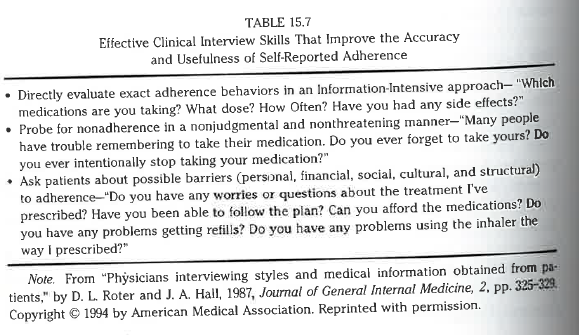 TABLE 15.7
Effective Clinical Interview Skills That Improve the Accuracy
and Usefulness of Self-Reported Adherence
• Directly evaluate exact adherence behaviors in an Information-Intensive approach— "Which
medications are you taking? What dose? How Often? Have you had any side effects?"
• Probe for nonadherence in a nonjudgmental and nonthreatening manner—"Many people
have trouble remembering to take their medication. Do you ever forget to take yours? Do
you ever intentionally stop taking your medication?"
• Ask patients about possible barriers (personal, financial, social, cultural, and structural)
to adherence—"Do you have any worries or questions about the treatment I've
prescribed? Have you been able to follow the plan? Can you afford the medications? Do
you have any problems getting refills? Do you have any problems using the inhaler the
way I prescribed?"
Note. From "Physicians interviewing styles and medical information obtained from pa-
tients," by D. L. Roter and J. A. Hall, 1987, Journal of General Internal Medicine, 2, pp. 325–329.
Copyright © 1994 by American Medical Association. Reprinted with permission.